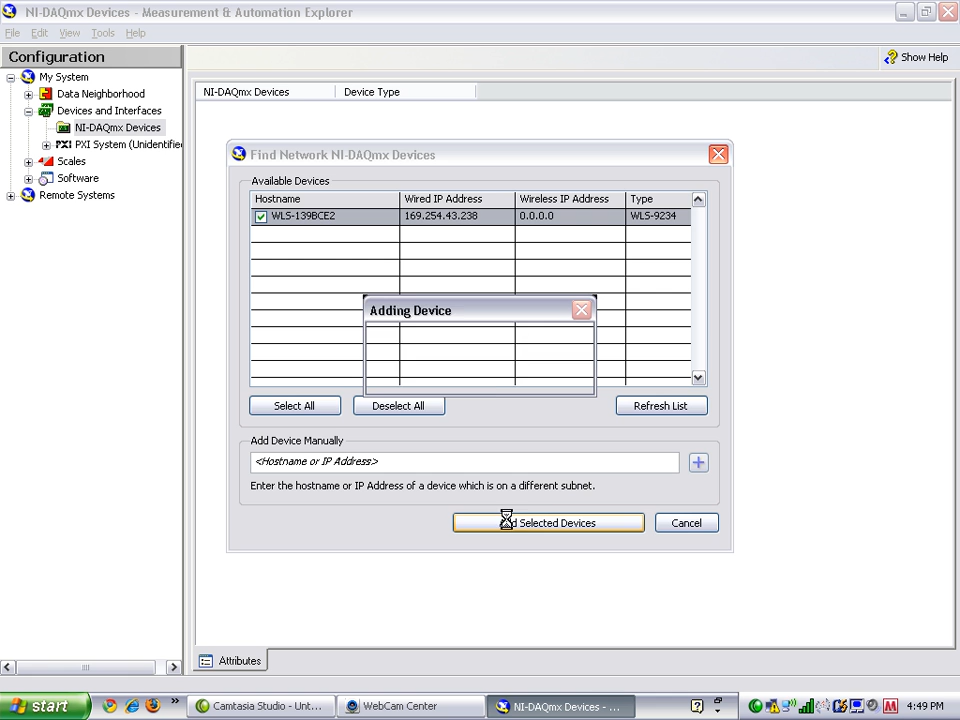 NI-DAQmx Devices - Measurement & Automation Explorer
File Edit View Tools Help
Configuration
Show Help
My System
Data Neighborhood
Devices and Interfaces
NI-DAQmx Devices
PXI PXI System (Unidentifie
Scales
Software
Remote Systems
NI-DAQmx Devices Device Type
Find Network NI-DAQmx Devices
Available Devices
Hostname Wired IP Address Wireless IP Address Type
WLS-139BCE2 169.254.43.238 0.0.0.0 WLS-9234
Adding Device
Select All Deselect All Refresh List
Add Device Manually
<Hostname or IP Address>
Enter the hostname or IP Address of a device which is on a different subnet.
d Selected Devices Cancel
Attributes
start » Camtasia Studio - Unt... WebCam Center NI-DAQmx Devices - ... 4:49 PM